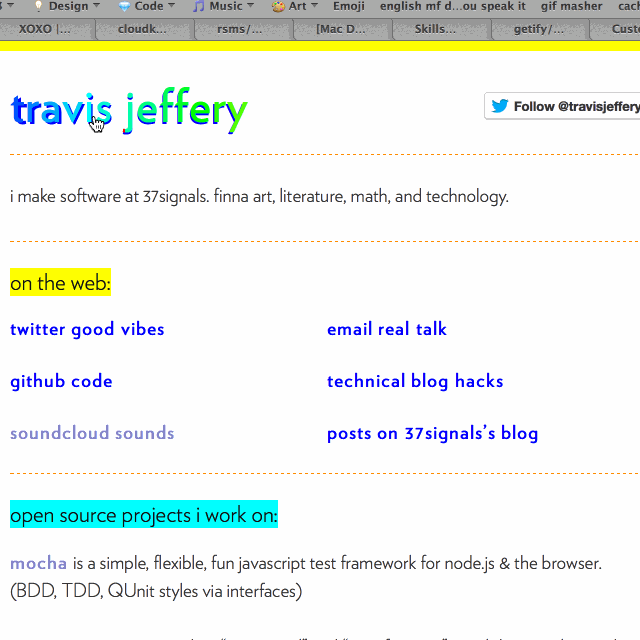 Design Code Music Art Emoji english mf d...ou speak it gif masher
XOXO |... cloudk... rsms/... [Mac D... Skills... getify/...
travis jeffery
Follow @travisjeffery
i make software at 37signals. finna art, literature, math, and technology.
on the web:
twitter good vibes
email real talk
github code
technical blog hacks
soundcloud sounds
posts on 37signals's blog
open source projects i work on:
mocha is a simple, flexible, fun javascript test framework for node.js & the browser.
(BDD, TDD, QUnit styles via interfaces)